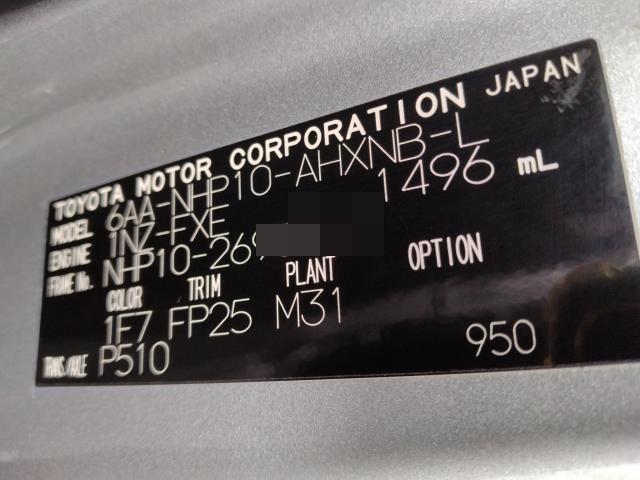 TOYOTA MOTOR CORPORATION JAPAN
MODEL 6AA-NHP10-AHXNB-L
ENGINE 1NZ-FXE 1496 mL
FRAME No. NHP10-269
COLOR TRIM PLANT OPTION
1F7 FP25 M31
TRANS./AXLE P510 950